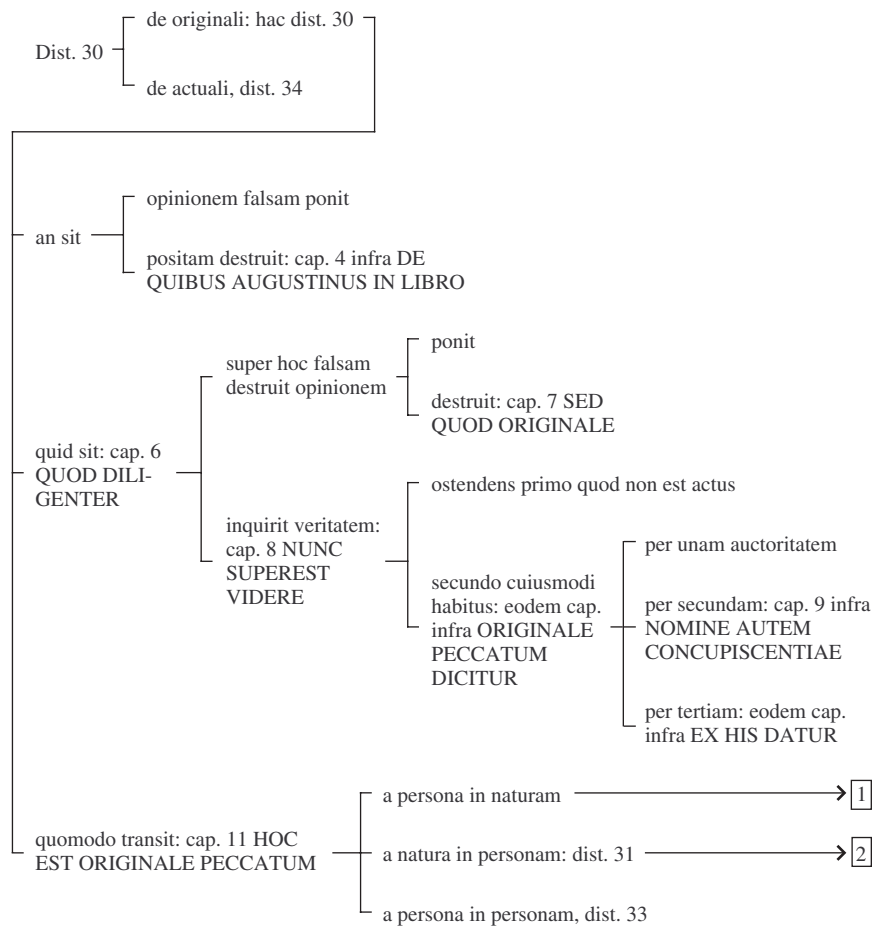 de originali: hac dist. 30
Dist. 30
de actuali, dist. 34
opinionem falsam ponit
an sit
positam destruit: cap. 4 infra DE
QUIBUS AUGUSTINUS IN LIBRO
ponit
super hoc falsam
destruit opinionem
destruit: cap. 7 SED
QUOD ORIGINALE
quid sit: cap. 6
QUOD DILI-
GENTER
ostendens primo quod non est actus
inquirit veritatem:
cap. 8 NUNC
SUPEREST
VIDERE
per unam auctoritatem
secundo cuiusmodi
habitus: eodem cap.
infra ORIGINALE
PECCATUM
DICITUR
per secundam: cap. 9 infra
NOMINE AUTEM
CONCUPISCENTIAE
per tertiam: eodem cap.
infra EX HIS DATUR
a persona in naturam
1
quomodo transit: cap. 11 HOC
EST ORIGINALE PECCATUM
a natura in personam: dist. 31
2
a persona in personam, dist. 33